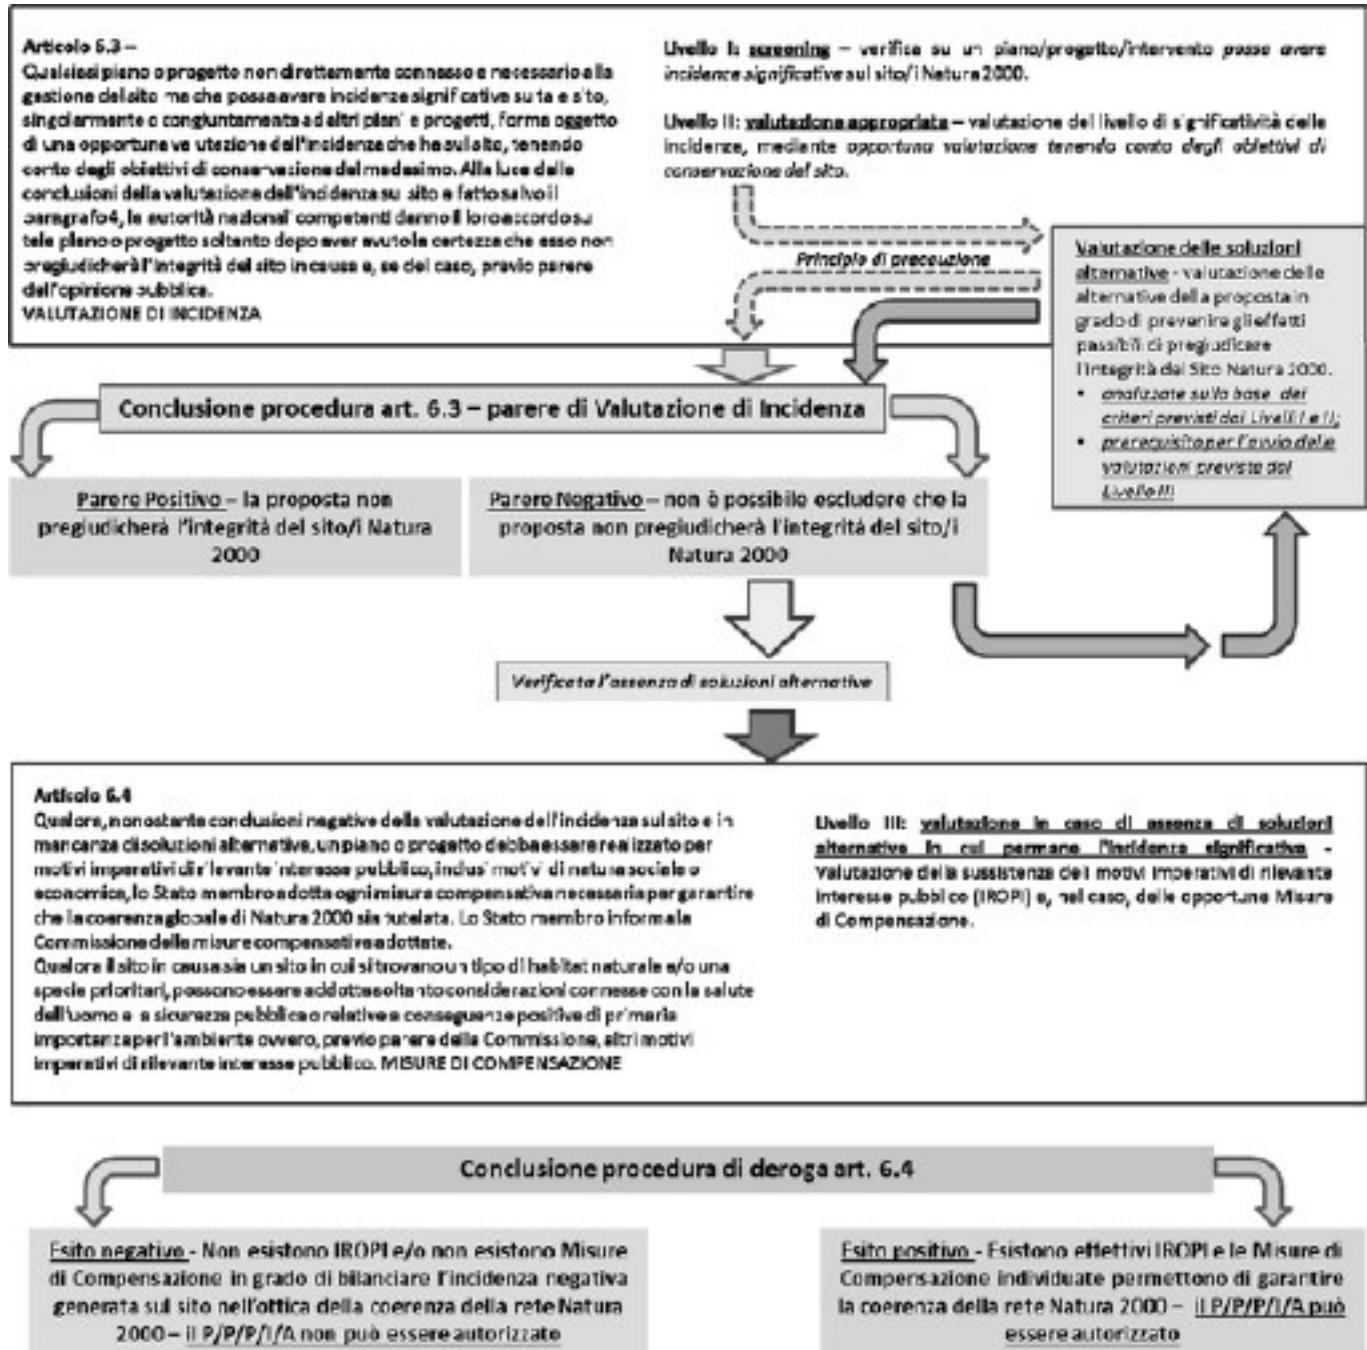 Articolo 6.3 –
Qualsiasi piano o progetto non direttamente connesso e necessario alla
gestione del sito ma che possa avere incidenze significative su tale sito,
singolarmente o congiuntamente ad altri piani e progetti, forma oggetto
di una opportuna valutazione dell'incidenza che ha sul sito, tenendo
conto degli obiettivi di conservazione del medesimo. Alla luce delle
conclusioni della valutazione dell'incidenza su sito e fatto salvo il
paragrafo 4, le autorità nazionali competenti danno il loro accordo su
tale piano o progetto soltanto dopo aver avuto la certezza che esso non
pregiudicherà l'integrità del sito in causa e, se del caso, previo parere
dell'opinione pubblica.
VALUTAZIONE DI INCIDENZA
Livello I: screening – verifica su un piano/progetto/intervento possa avere
incidenze significative sul sito/i Natura 2000.
Livello II: valutazione appropriata – valutazione del livello di significatività delle
incidenze, mediante opportuna valutazione tenendo conto degli obiettivi di
conservazione del sito.
Principio di precauzione
Valutazione delle soluzioni
alternative - valutazione delle
alternative della proposta in
grado di prevenire gli effetti
passibili di pregiudicare
l'integrità del Sito Natura 2000.
• analizzate sulla base dei
criteri previsti dai Livelli I e II;
• prerequisito per l'avvio delle
valutazioni previste dal
Livello III
Conclusione procedura art. 6.3 – parere di Valutazione di Incidenza
Parere Positivo – la proposta non
pregiudicherà l'integrità del sito/i Natura
2000
Parere Negativo – non è possibile escludere che la
proposta non pregiudicherà l'integrità del sito/i
Natura 2000
Verificata l'assenza di soluzioni alternative
Articolo 6.4
Qualora, nonostante conclusioni negative della valutazione dell'incidenza sul sito e in
mancanza di soluzioni alternative, un piano o progetto debba essere realizzato per
motivi imperativi di rilevante interesse pubblico, inclusi motivi di natura sociale o
economica, lo Stato membro adotta ogni misura compensativa necessaria per garantire
che la coerenza globale di Natura 2000 sia tutelata. Lo Stato membro informa la
Commissione delle misure compensative adottate.
Qualora il sito in causa sia un sito in cui si trovano un tipo di habitat naturale e/o una
specie prioritari, possono essere addotte soltanto considerazioni connesse con la salute
dell'uomo e la sicurezza pubblica o relative a conseguenze positive di primaria
importanza per l'ambiente ovvero, previo parere della Commissione, altri motivi
imperativi di rilevante interesse pubblico. MISURE DI COMPENSAZIONE
Livello III: valutazione in caso di assenza di soluzioni
alternative in cui permane l'incidenza significativa -
Valutazione della sussistenza dei motivi imperativi di rilevante
interesse pubblico (IROPI) e, nel caso, delle opportune Misure
di Compensazione.
Conclusione procedura di deroga art. 6.4
Esito negativo - Non esistono IROPI e/o non esistono Misure
di Compensazione in grado di bilanciare l'incidenza negativa
generata sul sito nell'ottica della coerenza della rete Natura
2000 – il P/P/P/I/A non può essere autorizzato
Esito positivo - Esistono effettivi IROPI e le Misure di
Compensazione individuate permettono di garantire
la coerenza della rete Natura 2000 – il P/P/P/I/A può
essere autorizzato